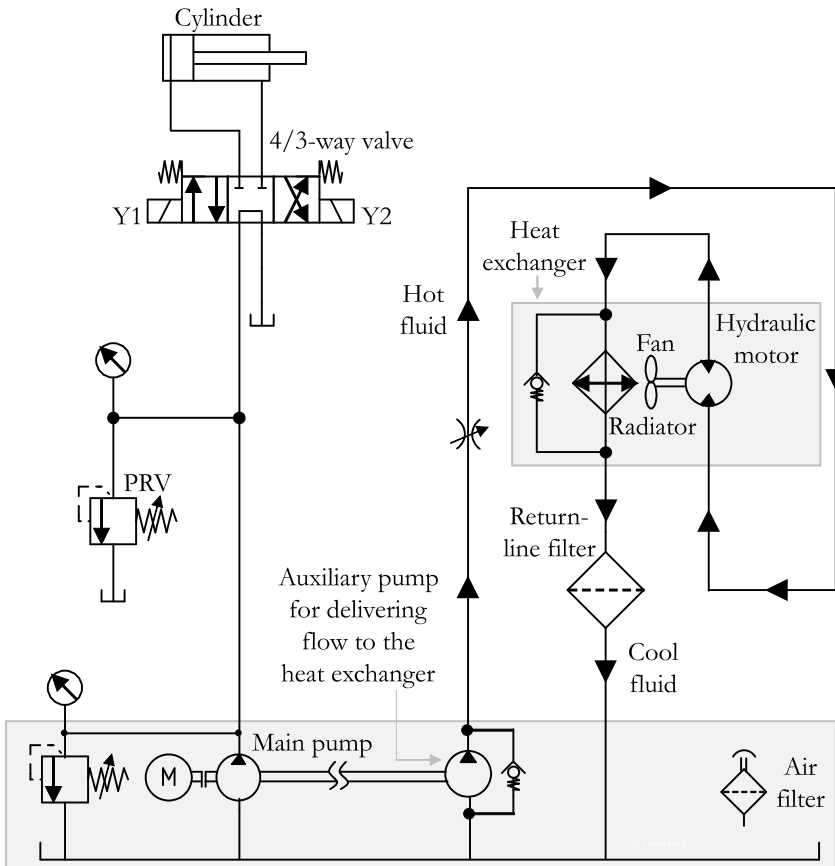 Cylinder
4/3-way valve
Y1
Y2
Heat
exchanger
Hot
fluid
Fan
Hydraulic
motor
Radiator
PRV
Return-
line filter
Auxiliary pump
for delivering
flow to the
heat exchanger
Cool
fluid
Main pump
M
Air
filter